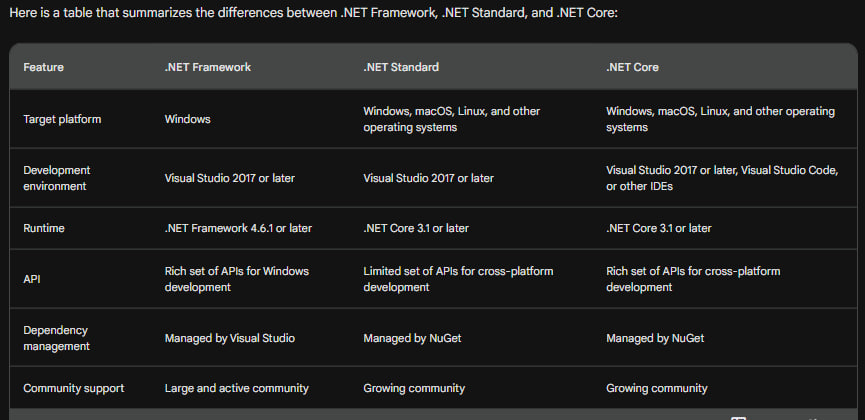 Here is a table that summarizes the differences between .NET Framework, .NET Standard, and .NET Core:
Feature .NET Framework .NET Standard .NET Core
Target platform Windows Windows, macOS, Linux, and other operating systems Windows, macOS, Linux, and other operating systems
Development environment Visual Studio 2017 or later Visual Studio 2017 or later Visual Studio 2017 or later, Visual Studio Code, or other IDEs
Runtime .NET Framework 4.6.1 or later .NET Core 3.1 or later .NET Core 3.1 or later
API Rich set of APIs for Windows development Limited set of APIs for cross-platform development Rich set of APIs for cross-platform development
Dependency management Managed by Visual Studio Managed by NuGet Managed by NuGet
Community support Large and active community Growing community Growing community